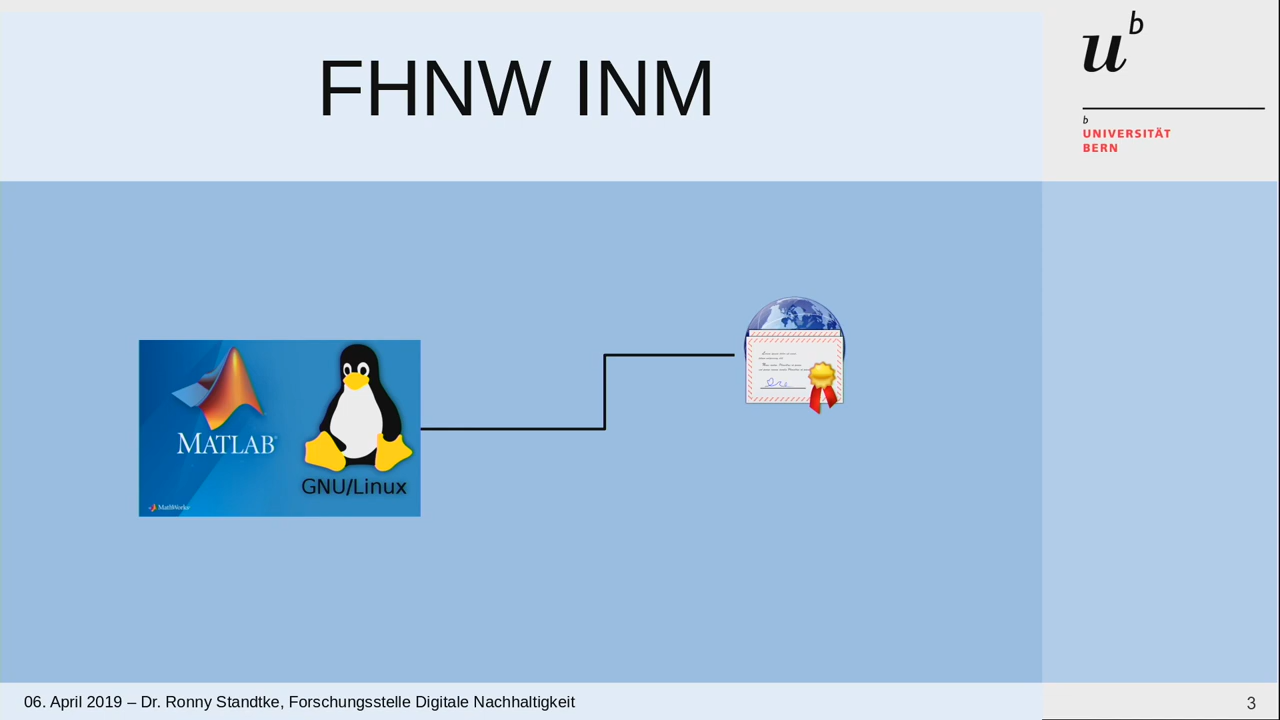 FHNW INM
u
b
b
UNIVERSITÄT
BERN
MATLAB
GNU/Linux
MathWorks
06. April 2019 – Dr. Ronny Standtke, Forschungsstelle Digitale Nachhaltigkeit
3